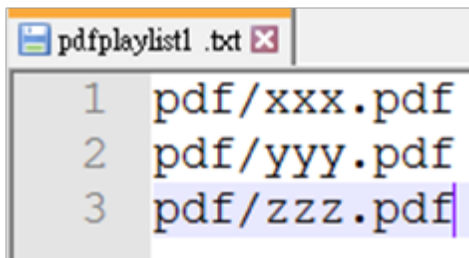 pdfplaylist1 .txt
1 pdf/xxx.pdf
2 pdf/yyy.pdf
3 pdf/zzz.pdf